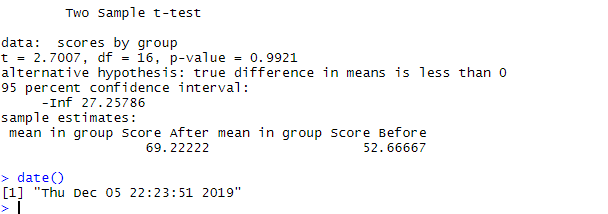 Two Sample t-test
data: scores by group
t = 2.7007, df = 16, p-value = 0.9921
alternative hypothesis: true difference in means is less than 0
95 percent confidence interval:
-Inf 27.25786
sample estimates:
mean in group Score After mean in group Score Before
69.22222 52.66667
> date()
[1] "Thu Dec 05 22:23:51 2019"
>